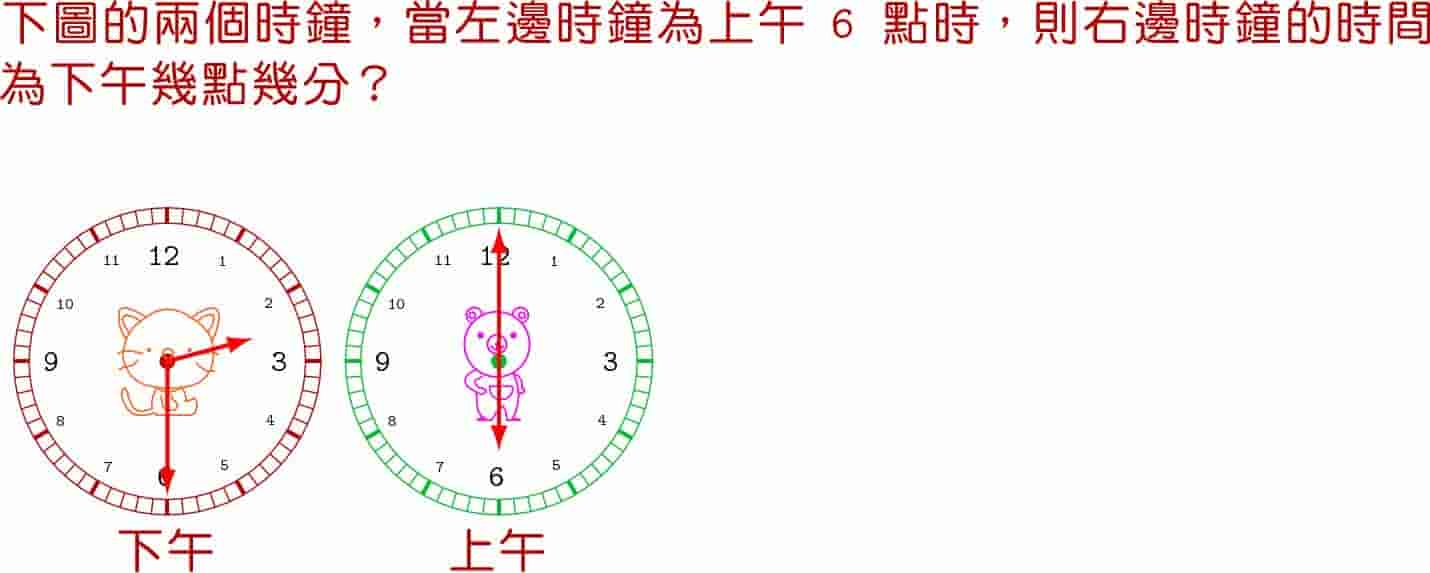 下圖的兩個時鐘，當左邊時鐘為上午 6 點時，則右邊時鐘的時間
為下午幾點幾分？
11 12 1 11 12 1
10 2 10 2
9 3 9 3
8 4 8 4
7 6 5 7 6 5
下午 上午